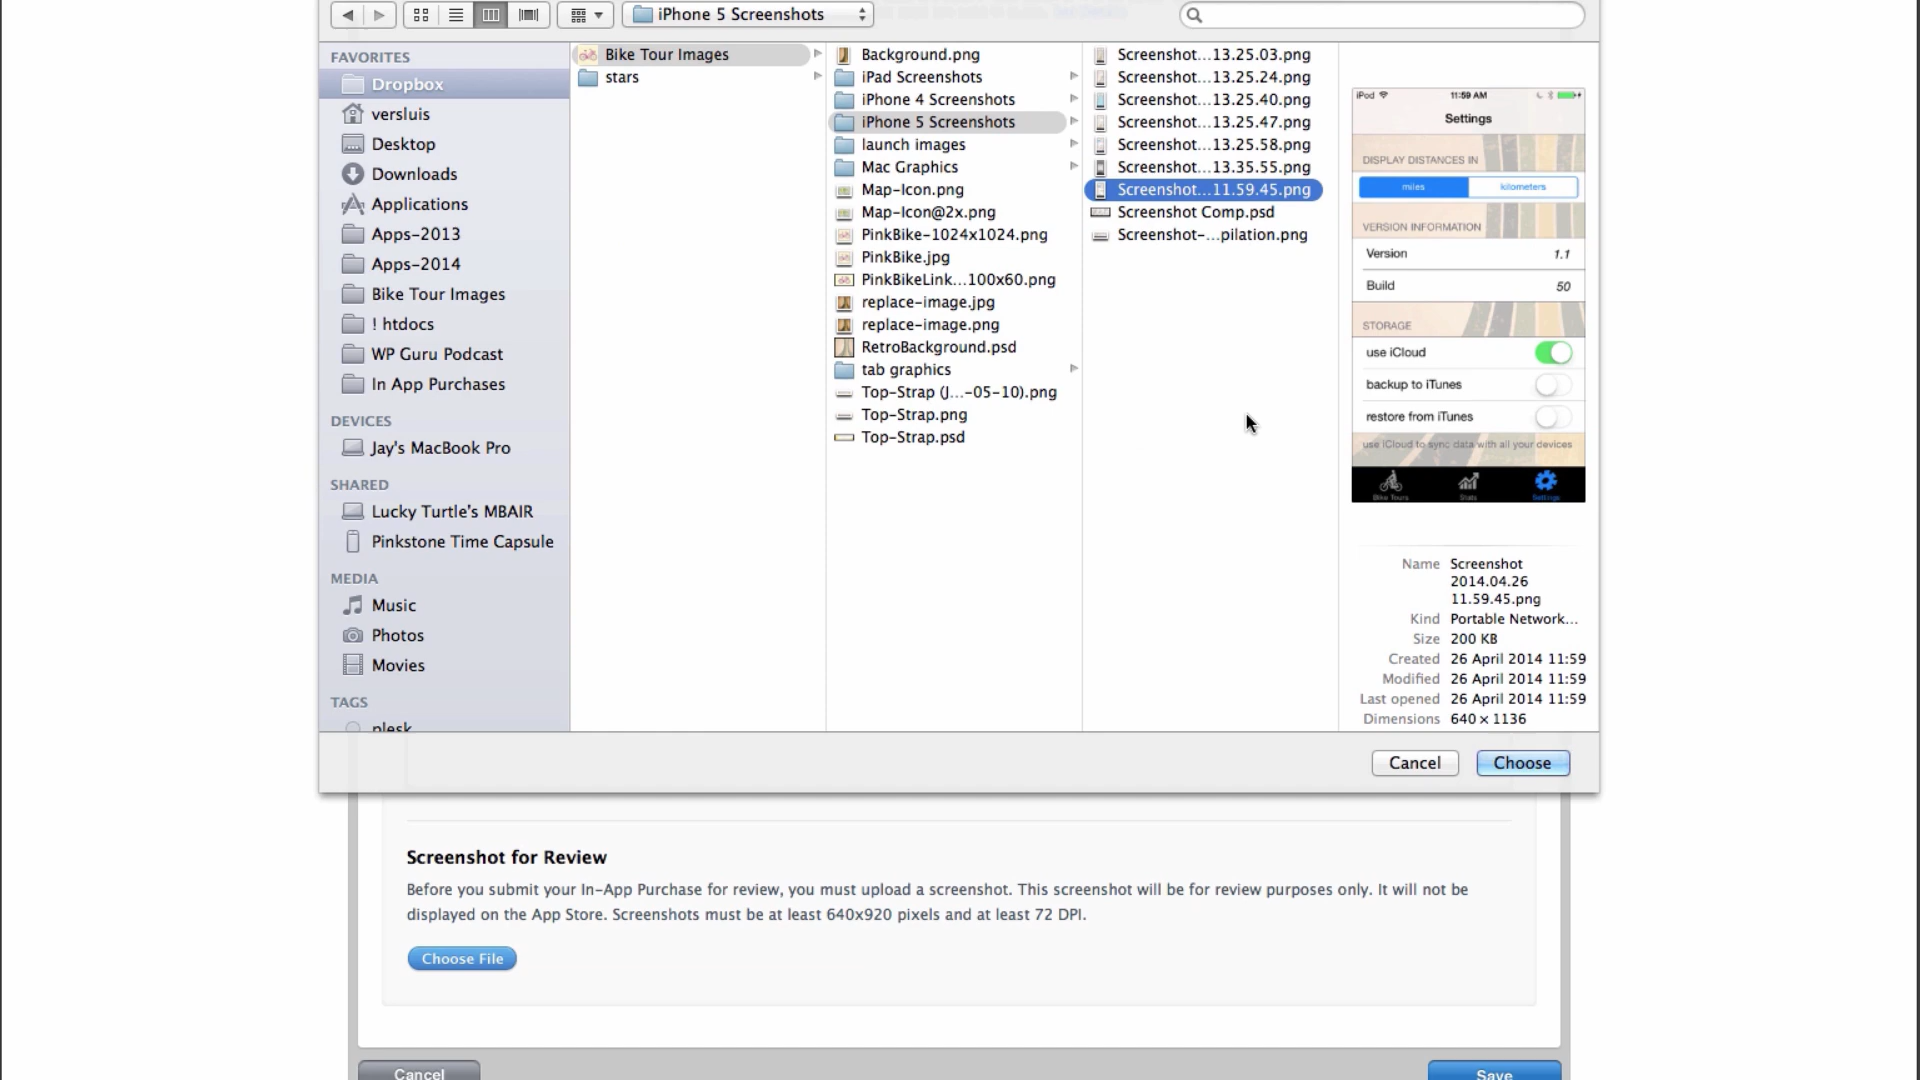 iPhone 5 Screenshots
FAVORITES
Dropbox
versluis
Desktop
Downloads
Applications
Apps-2013
Apps-2014
Bike Tour Images
! htdocs
WP Guru Podcast
In App Purchases
DEVICES
Jay's MacBook Pro
SHARED
Lucky Turtle's MBAIR
Pinkstone Time Capsule
MEDIA
Music
Photos
Movies
TAGS
plesk
Bike Tour Images
stars
Background.png
iPad Screenshots
iPhone 4 Screenshots
iPhone 5 Screenshots
launch images
Mac Graphics
Map-Icon.png
Map-Icon@2x.png
PinkBike-1024x1024.png
PinkBike.jpg
PinkBikeLink...100x60.png
replace-image.jpg
replace-image.png
RetroBackground.psd
tab graphics
Top-Strap (J...-05-10).png
Top-Strap.png
Top-Strap.psd
Screenshot...13.25.03.png
Screenshot...13.25.24.png
Screenshot...13.25.40.png
Screenshot...13.25.47.png
Screenshot...13.25.58.png
Screenshot...13.35.55.png
Screenshot...11.59.45.png
Screenshot Comp.psd
Screenshot-...pilation.png
iPod 11:59 AM
Settings
DISPLAY DISTANCES IN
miles kilometers
VERSION INFORMATION
Version 1.1
Build 50
STORAGE
use iCloud
backup to iTunes
restore from iTunes
use iCloud to sync data with all your devices
Bike Tours Stats Settings
Name Screenshot
2014.04.26
11.59.45.png
Kind Portable Network...
Size 200 KB
Created 26 April 2014 11:59
Modified 26 April 2014 11:59
Last opened 26 April 2014 11:59
Dimensions 640 × 1136
Cancel Choose
Screenshot for Review
Before you submit your In-App Purchase for review, you must upload a screenshot. This screenshot will be for review purposes only. It will not be
displayed on the App Store. Screenshots must be at least 640x920 pixels and at least 72 DPI.
Choose File
Cancel Save